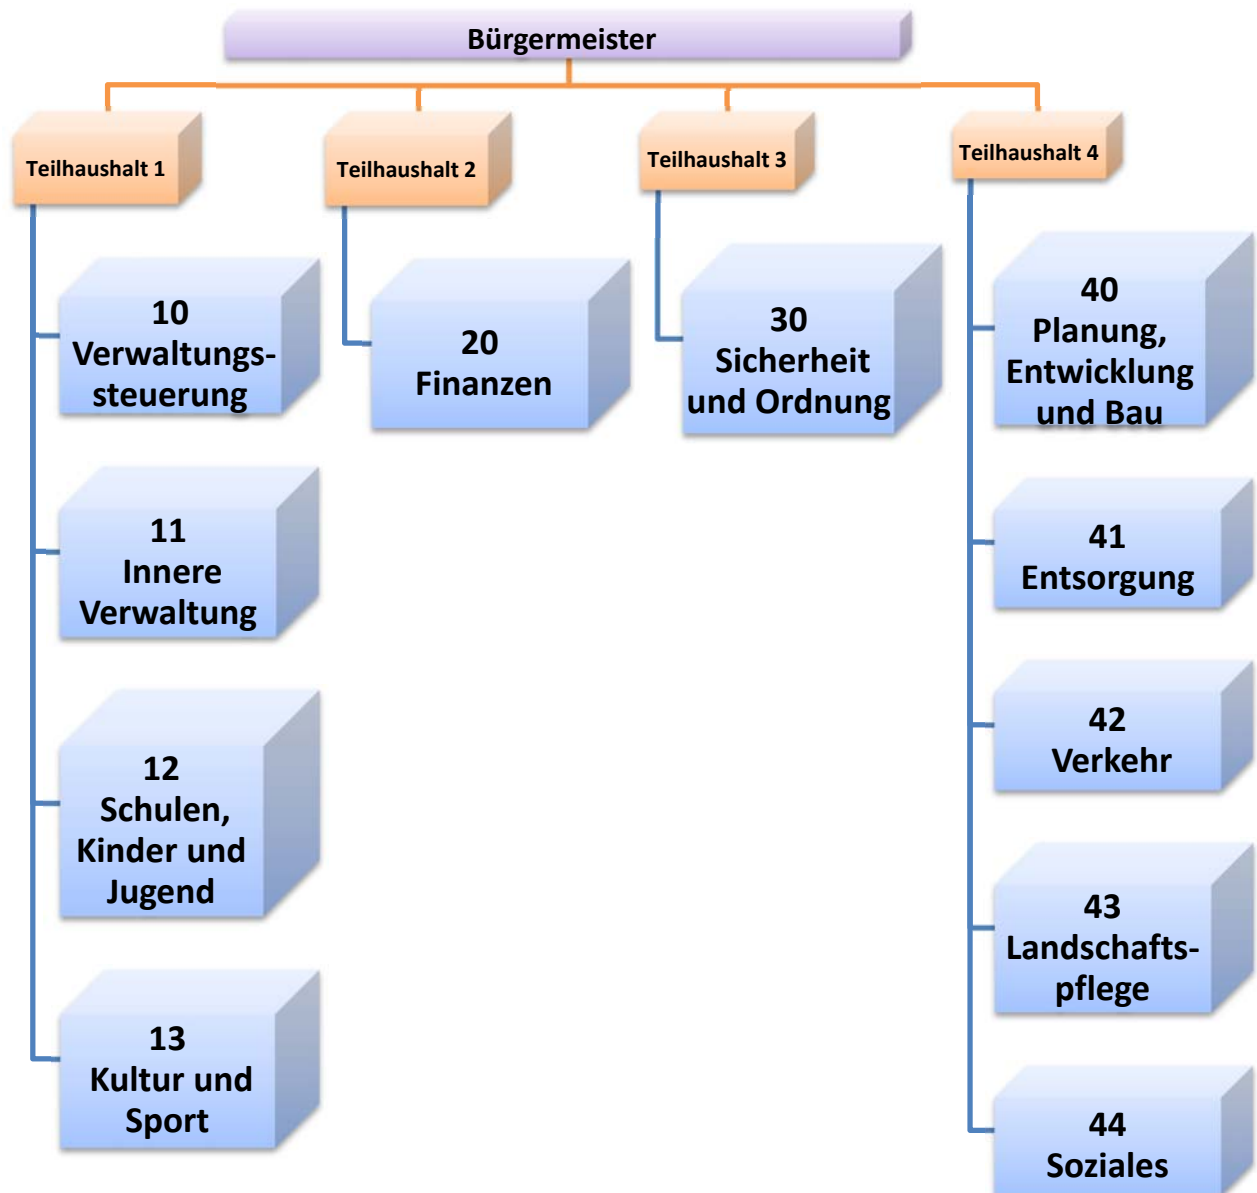 Bürgermeister
Teilhaushalt 1
Teilhaushalt 2
Teilhaushalt 3
Teilhaushalt 4
10
Verwaltungs-
steuerung
11
Innere
Verwaltung
12
Schulen,
Kinder und
Jugend
13
Kultur und
Sport
20
Finanzen
30
Sicherheit
und Ordnung
40
Planung,
Entwicklung
und Bau
41
Entsorgung
42
Verkehr
43
Landschafts-
pflege
44
Soziales